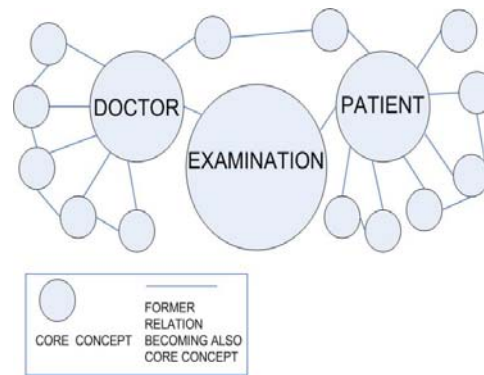 DOCTOR
PATIENT
EXAMINATION
CORE CONCEPT
FORMER
RELATION
BECOMING ALSO
CORE CONCEPT